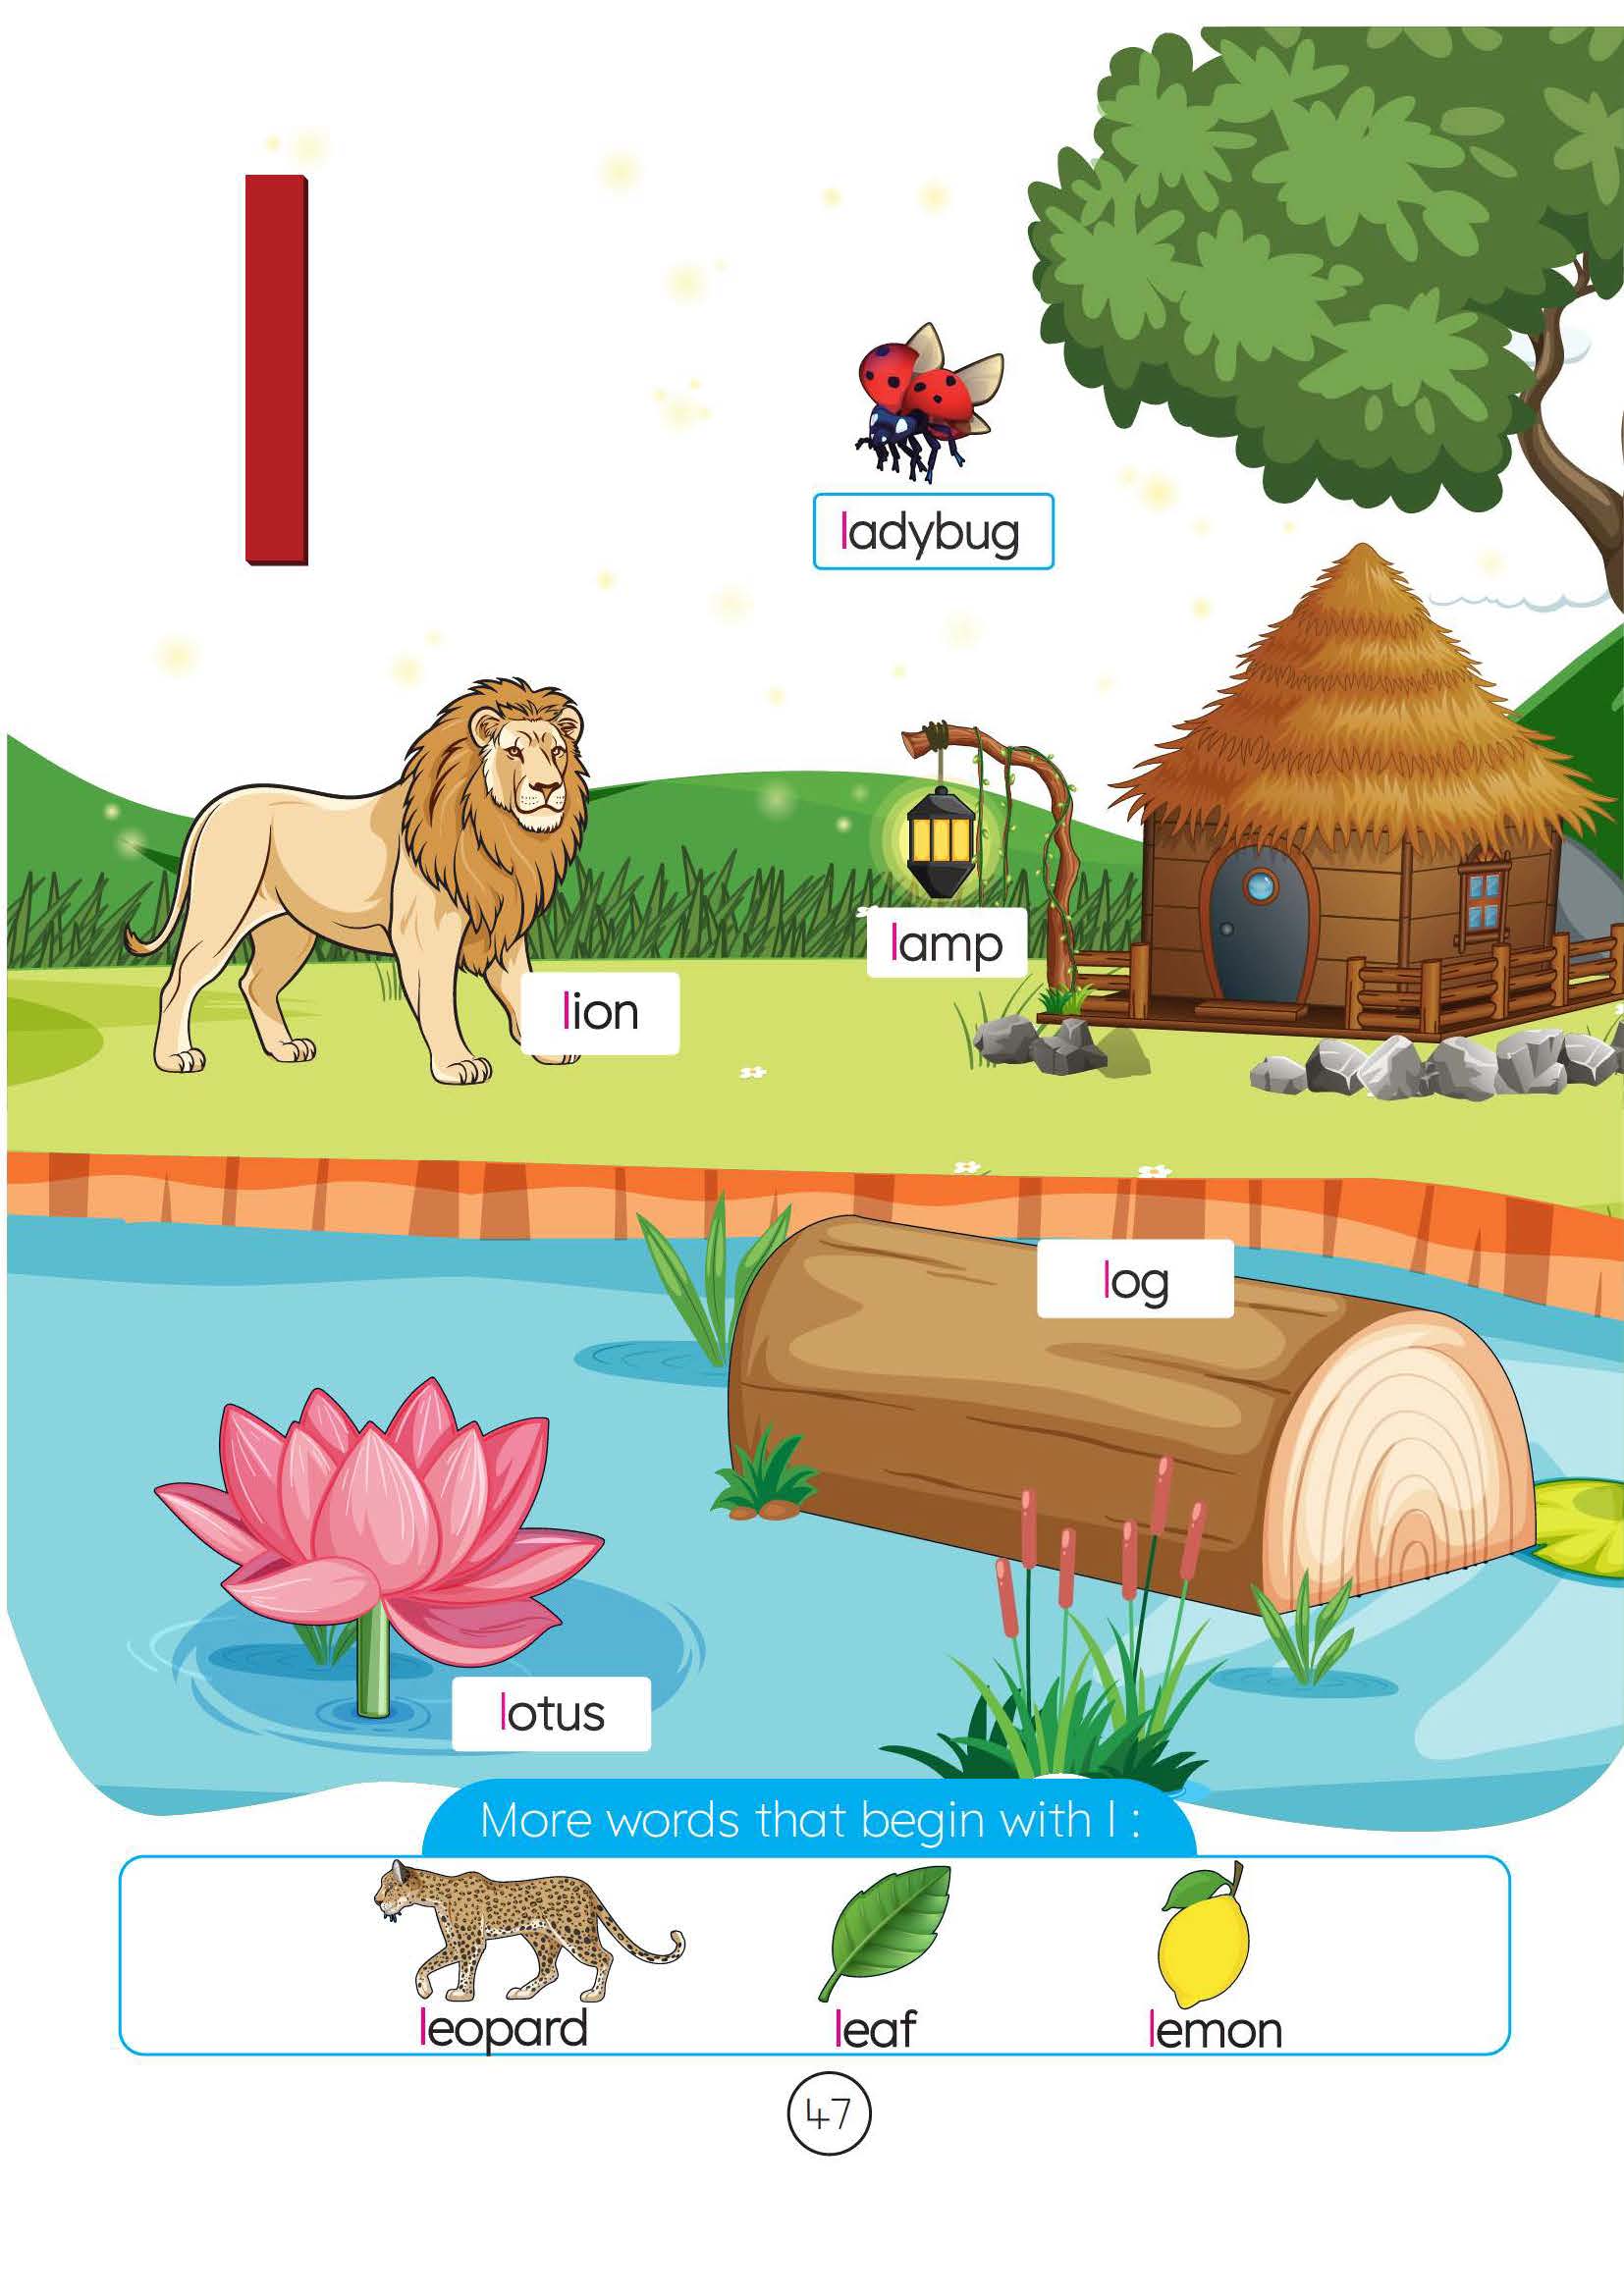 l
ladybug
lamp
lion
log
lotus
More words that begin with l :
leopard
leaf
lemon
47